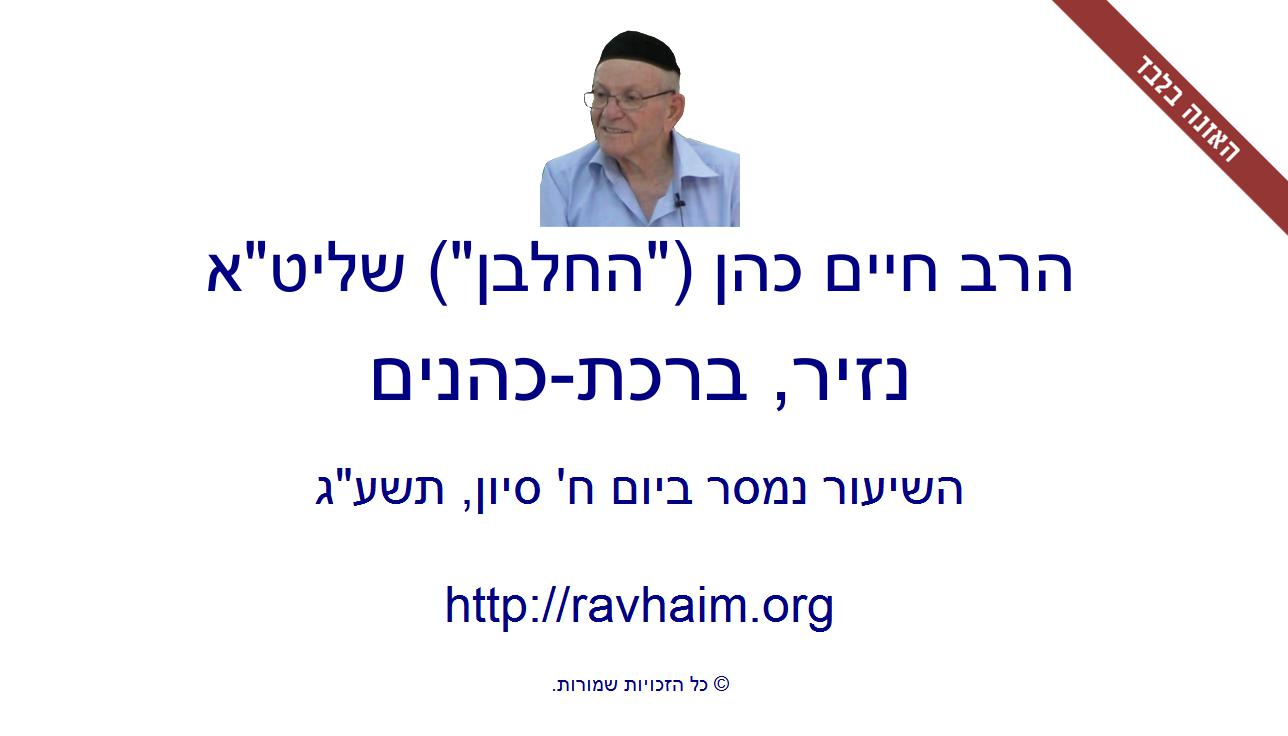 האזנה בלבד
הרב חיים כהן ("החלבן") שליט"א
נזיר, ברכת-כהנים
השיעור נמסר ביום ח' סיון, תשע"ג
http://ravhaim.org
© כל הזכויות שמורות.